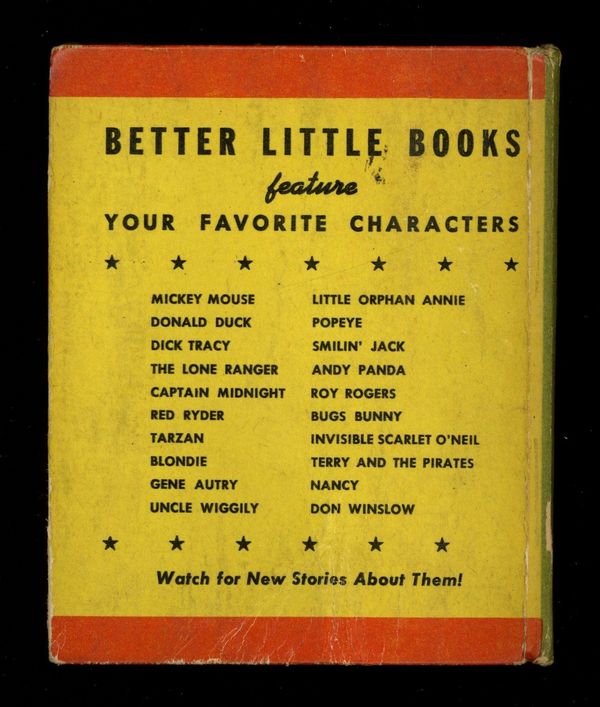 BETTER LITTLE BOOKS
feature
YOUR FAVORITE CHARACTERS
MICKEY MOUSE
DONALD DUCK
DICK TRACY
THE LONE RANGER
CAPTAIN MIDNIGHT
RED RYDER
TARZAN
BLONDIE
GENE AUTRY
UNCLE WIGGILY
LITTLE ORPHAN ANNIE
POPEYE
SMILIN' JACK
ANDY PANDA
ROY ROGERS
BUGS BUNNY
INVISIBLE SCARLET O'NEIL
TERRY AND THE PIRATES
NANCY
DON WINSLOW
Watch for New Stories About Them!